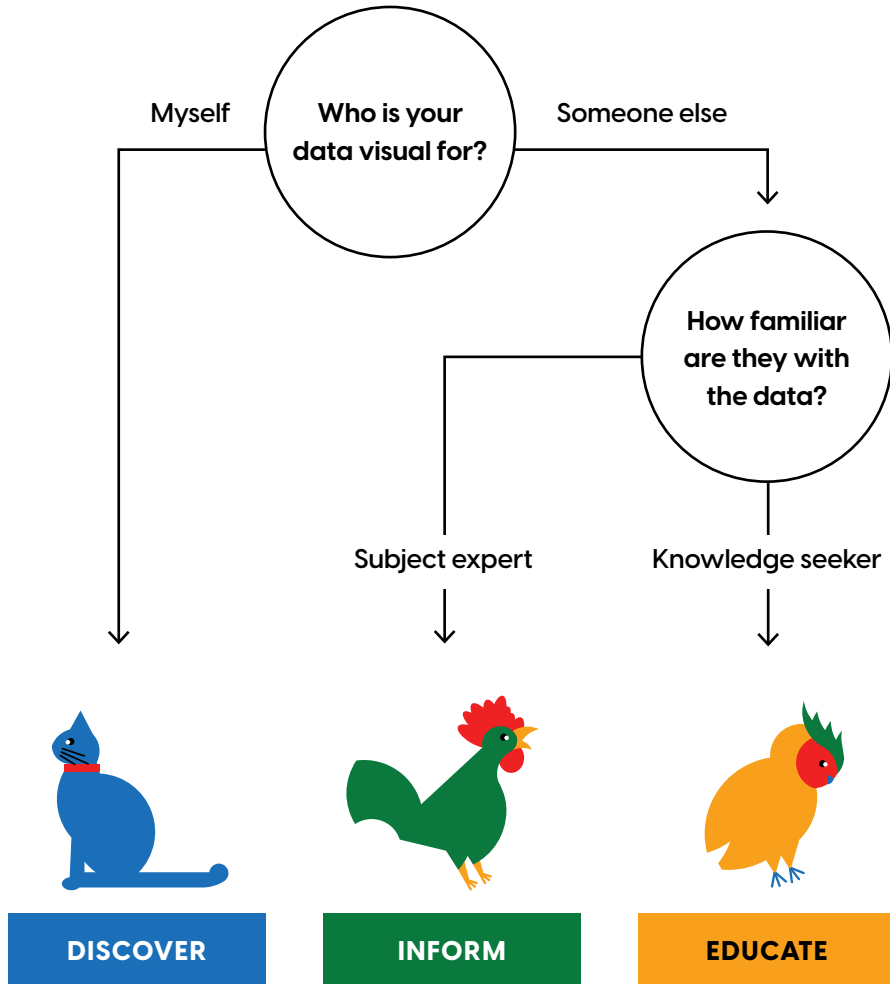 Myself
Who is your
data visual for?
Someone else
How familiar
are they with
the data?
Subject expert
Knowledge seeker
DISCOVER
INFORM
EDUCATE